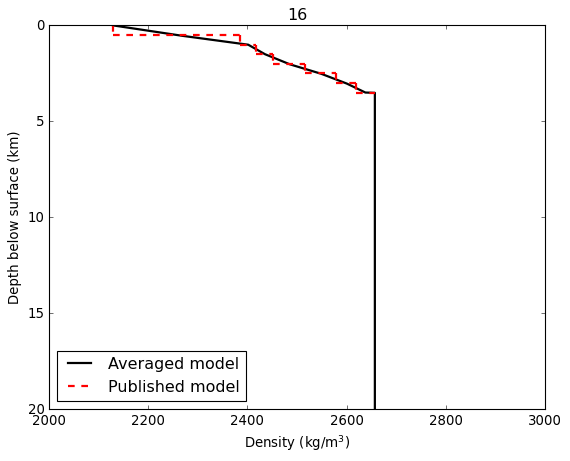 16
0
5
10
15
20
Depth below surface (km)
Averaged model
Published model
2000 2200 2400 2600 2800 3000
Density (kg/m³)